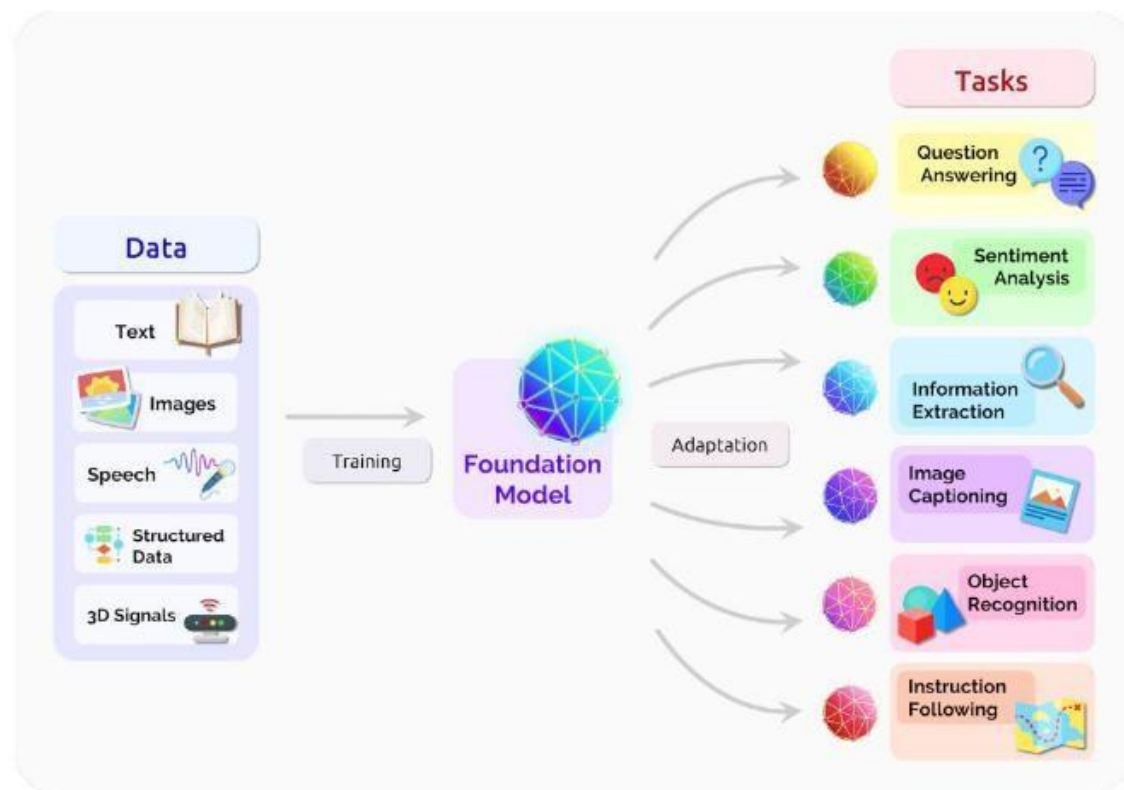 Data
Text
Images
Speech
Structured
Data
3D Signals
Training
Foundation
Model
Adaptation
Tasks
Question
Answering
Sentiment
Analysis
Information
Extraction
Image
Captioning
Object
Recognition
Instruction
Following